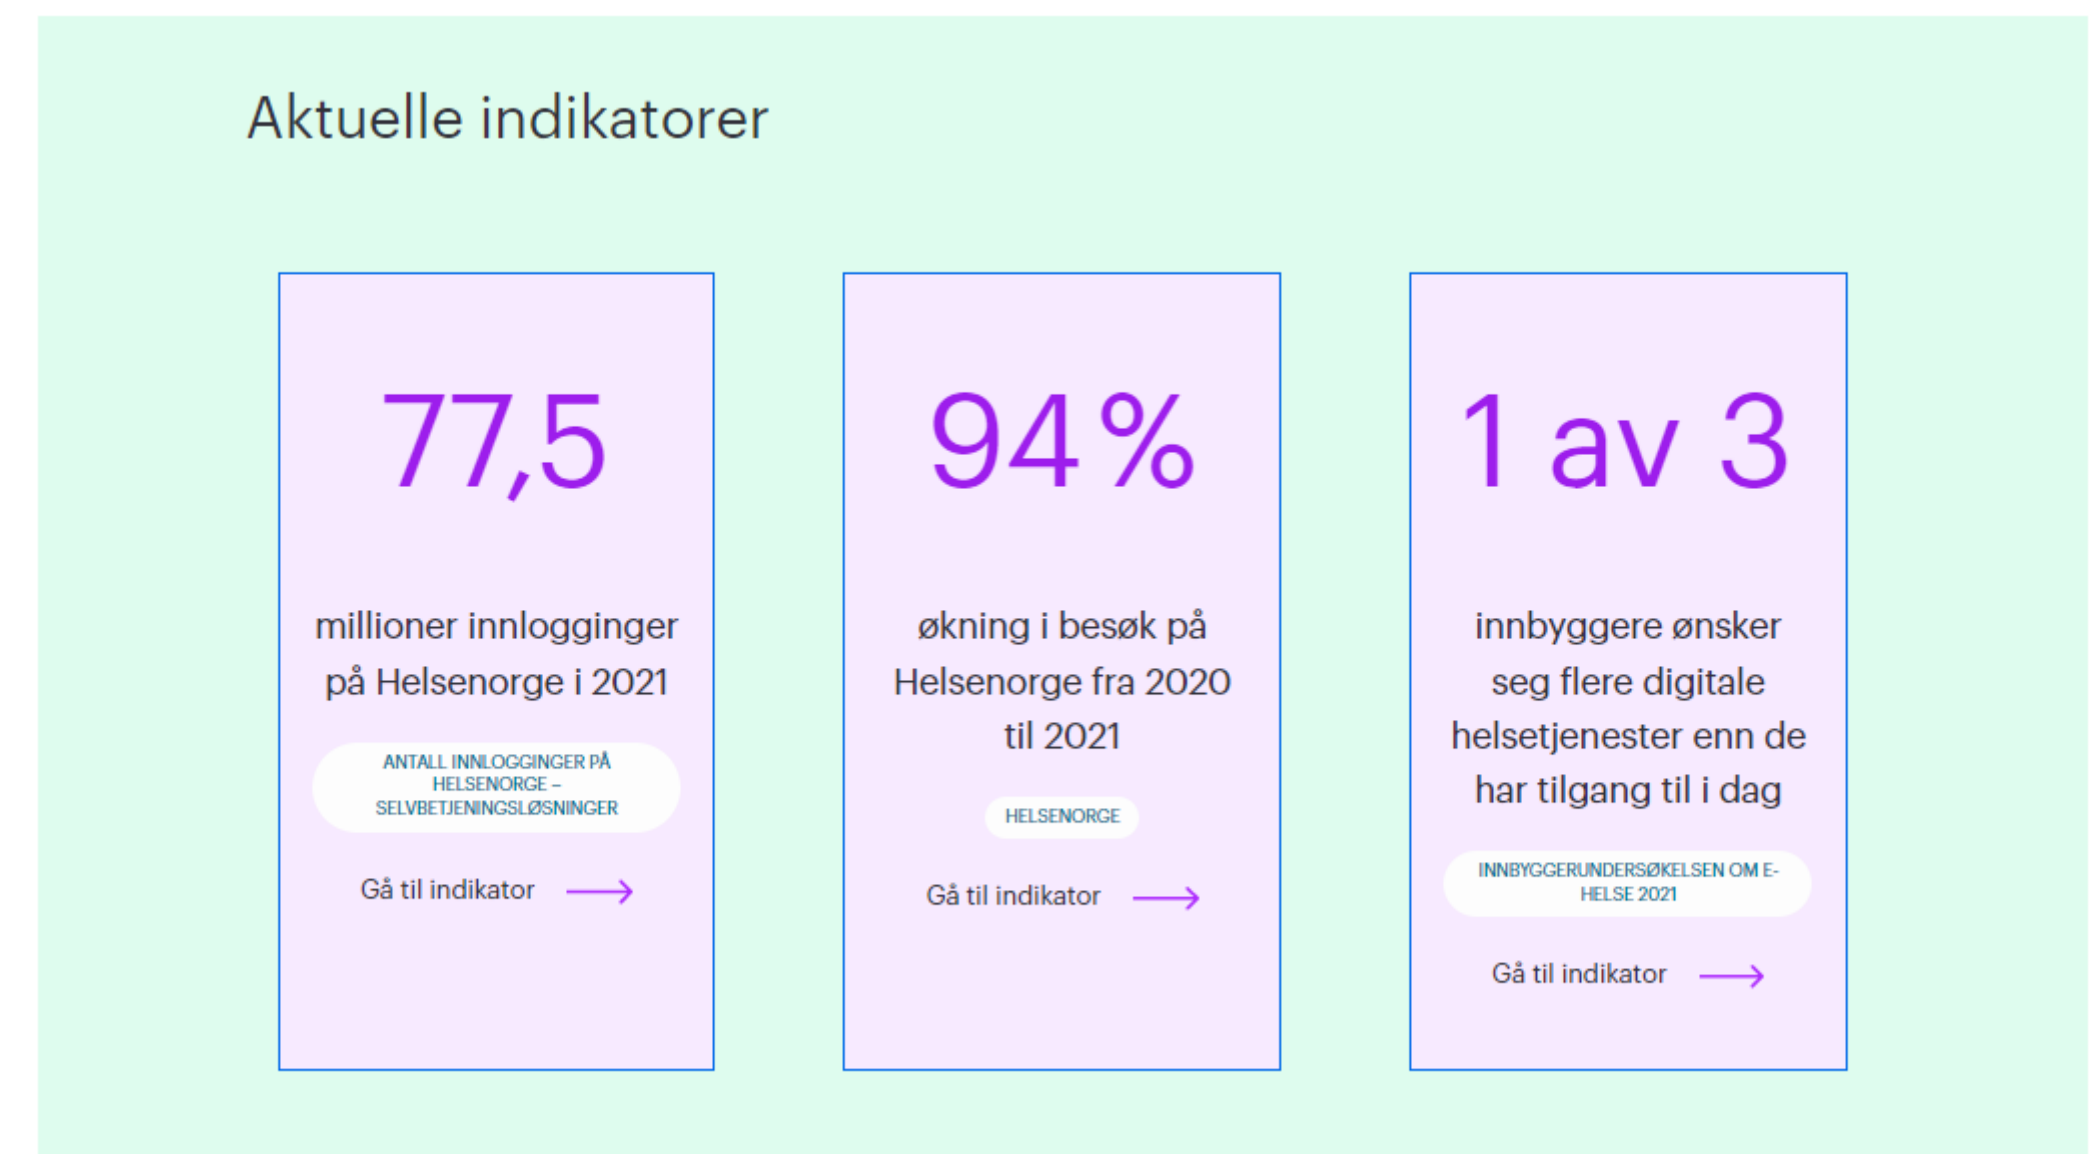 Aktuelle indikatorer
77,5
millioner innlogginger
på Helsenorge i 2021
ANTALL INNLOGGINGER PÅ
HELSENORGE –
SELVBETJENINGSLØSNINGER
Gå til indikator
94%
økning i besøk på
Helsenorge fra 2020
til 2021
HELSENORGE
Gå til indikator
1 av 3
innbyggere ønsker
seg flere digitale
helsetjenester enn de
har tilgang til i dag
INNBYGGERUNDERSØKELSEN OM E-
HELSE 2021
Gå til indikator